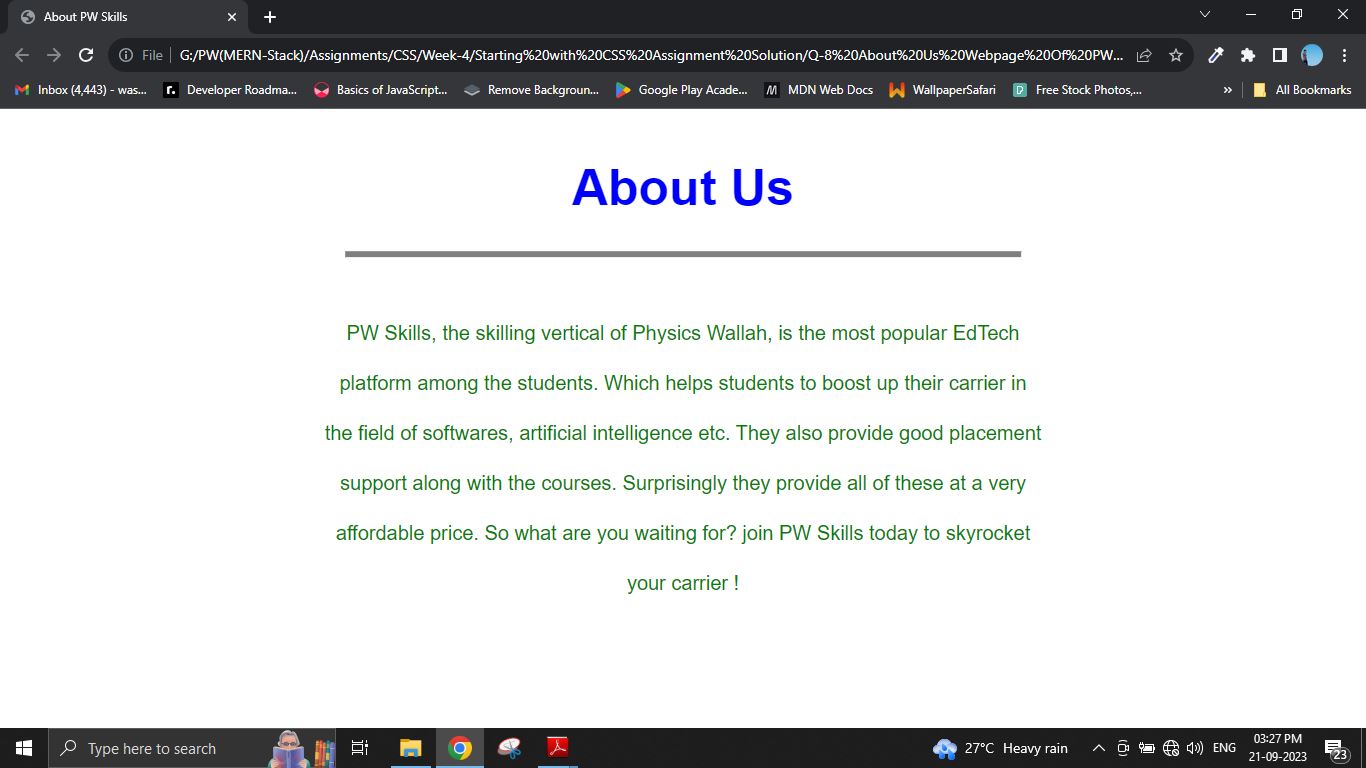 About PW Skills
File
G:/PW(MERN-Stack)/Assignments/CSS/Week-4/Starting%20with%20CSS%20Assignment%20Solution/Q-8%20About%20Us%20Webpage%20Of%20PW...
Inbox (4,443) - was... Developer Roadma... Basics of JavaScript... Remove Backgroun... Google Play Acade... MDN Web Docs WallpaperSafari Free Stock Photos,... » All Bookmarks
About Us
PW Skills, the skilling vertical of Physics Wallah, is the most popular EdTech
platform among the students. Which helps students to boost up their carrier in
the field of softwares, artificial intelligence etc. They also provide good placement
support along with the courses. Surprisingly they provide all of these at a very
affordable price. So what are you waiting for? join PW Skills today to skyrocket
your carrier !
Type here to search
27°C Heavy rain
ENG
03:27 PM
21-09-2023
23